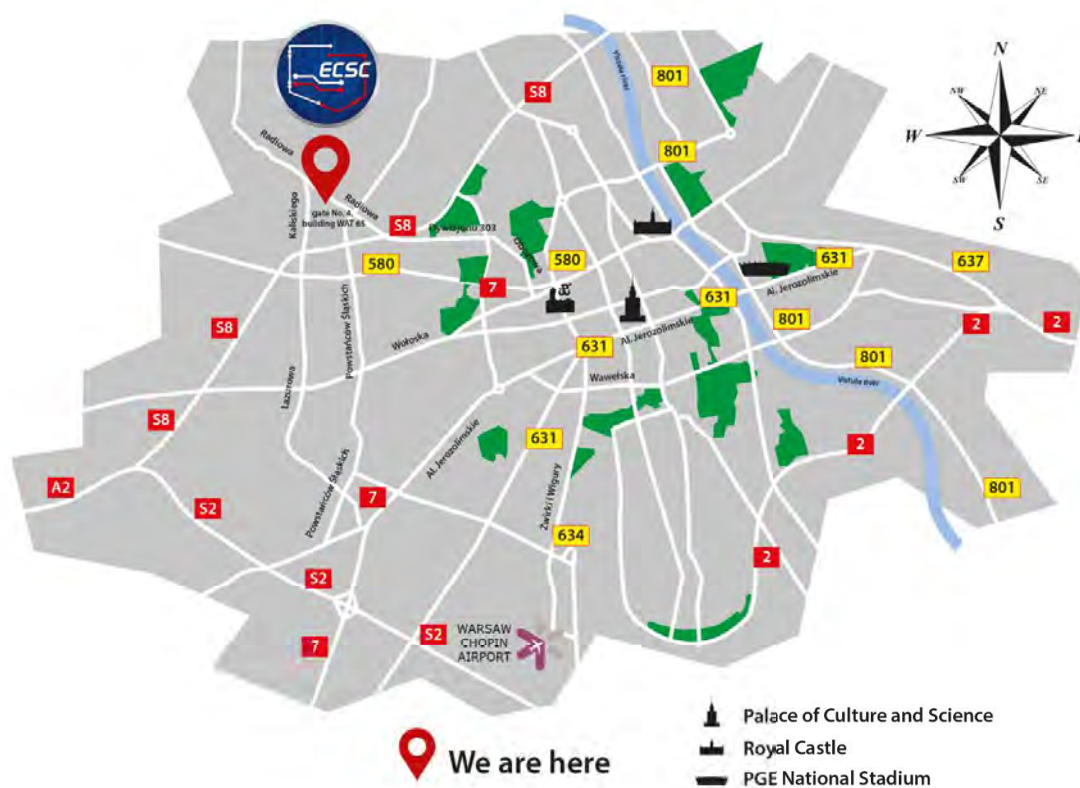 ECSC
Vistula river
801
S8
N
NW
NE
W
SW
SE
S
Radiowa
801
Kaliskiego
Radiowa
gate No. 4,
building WAT 65
S8
580
580
7
631
637
Al. Jerozolimskie
631
801
2
2
S8
Powstańców Śląskich
Wołoska
631
Al. Jerozolimskie
Wawelska
801
Vistula river
Lazurowa
S8
631
Al. Jerozolimskie
2
A2
S2
Powstańców Śląskich
7
Żwirki i Wigury
801
634
2
S2
7
S2
WARSAW
CHOPIN
AIRPORT
We are here
Palace of Culture and Science
Royal Castle
PGE National Stadium